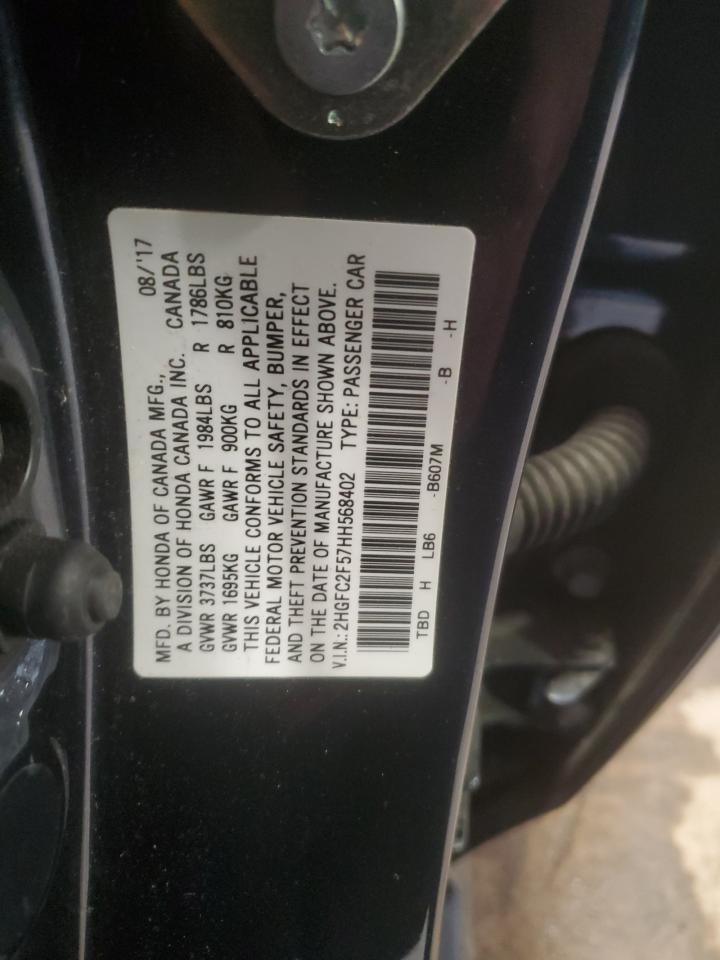 MFD. BY HONDA OF CANADA MFG., 08/'17
A DIVISION OF HONDA CANADA INC. CANADA
GVWR 3737LBS GAWR F 1984LBS R 1786LBS
GVWR 1695KG GAWR F 900KG R 810KG
THIS VEHICLE CONFORMS TO ALL APPLICABLE
FEDERAL MOTOR VEHICLE SAFETY, BUMPER,
AND THEFT PREVENTION STANDARDS IN EFFECT
ON THE DATE OF MANUFACTURE SHOWN ABOVE.
V.I.N.: 2HGFC2F57HH568402 TYPE: PASSENGER CAR
TBD H LB6 -B607M -B -H